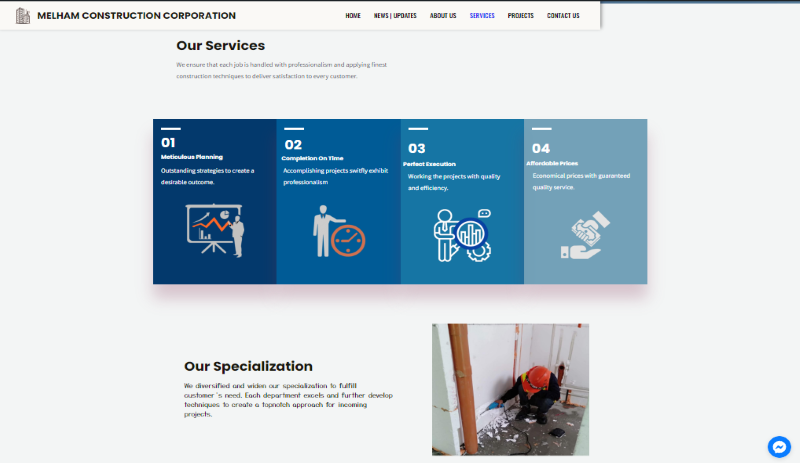 MELHAM CONSTRUCTION CORPORATION
HOME NEWS | UPDATES ABOUT US SERVICES PROJECTS CONTACT US
Our Services
We ensure that each job is handled with professionalism and applying finest
construction techniques to deliver satisfaction to every customer.
01
Meticulous Planning
Outstanding strategies to create a
desirable outcome.
02
Completion On Time
Accomplishing projects swiftly exhibit
professionalism
03
Perfect Execution
Working the projects with quality
and efficiency.
04
Affordable Prices
Economical prices with guaranteed
quality service.
Our Specialization
We diversified and widen our specialization to fulfill
customer's need. Each department excels and further develop
techniques to create a topnotch approach for incoming
projects.